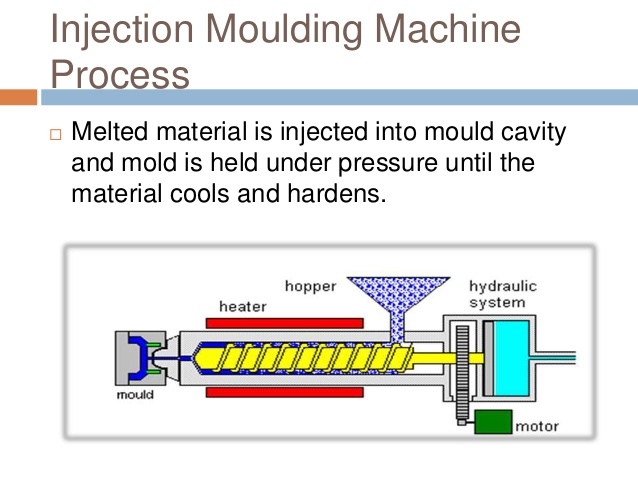 Injection Moulding Machine
Process
Melted material is injected into mould cavity
and mold is held under pressure until the
material cools and hardens.
hopper
hydraulic
system
heater
mould
motor